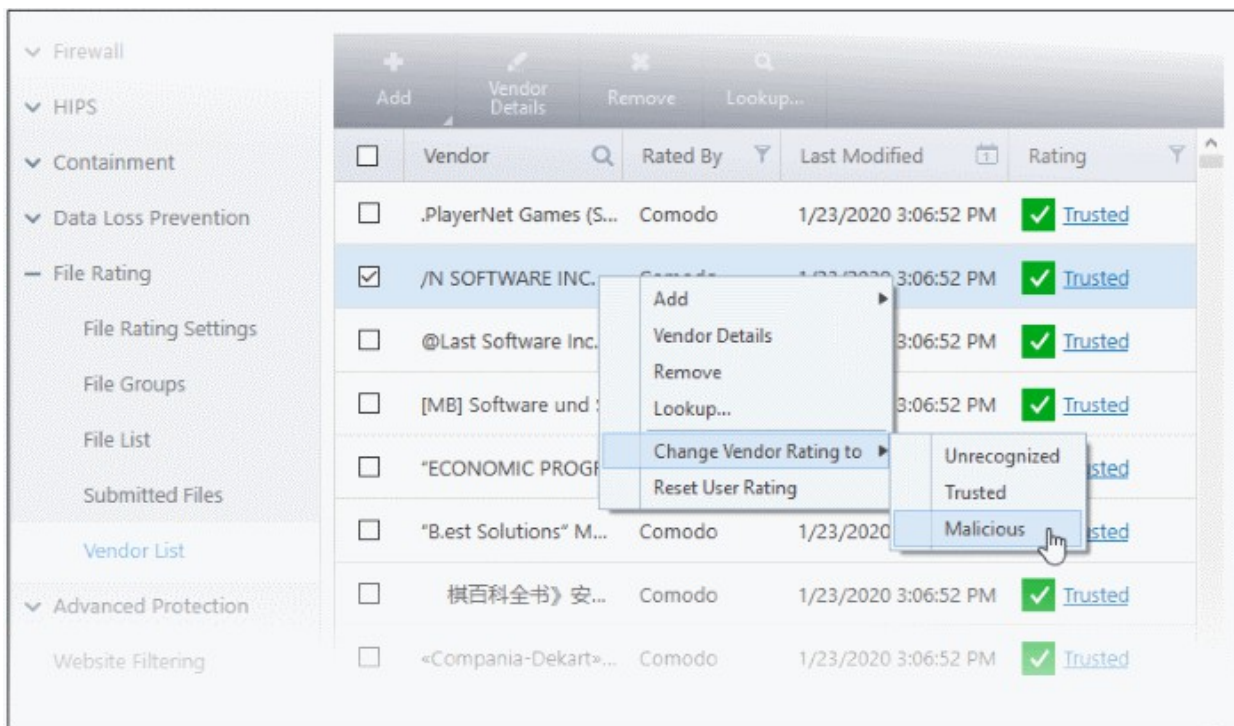 Firewall
HIPS
Containment
Data Loss Prevention
File Rating
File Rating Settings
File Groups
File List
Submitted Files
Vendor List
Advanced Protection
Website Filtering
Add
Vendor Details
Remove
Lookup...
Vendor Rated By Last Modified Rating
.PlayerNet Games (S... Comodo 1/23/2020 3:06:52 PM Trusted
/N SOFTWARE INC. 3:06:52 PM Trusted
@Last Software Inc. 3:06:52 PM Trusted
[MB] Software und 3:06:52 PM Trusted
"ECONOMIC
"B.est Solutions" M... Comodo 1/23/2020
棋百科全书》安... Comodo 1/23/2020 3:06:52 PM Trusted
«Compania-Dekart»... Comodo 1/23/2020 3:06:52 PM Trusted
Add
Vendor Details
Remove
Lookup...
Change Vendor Rating to
Reset User Rating
Unrecognized
Trusted
Malicious